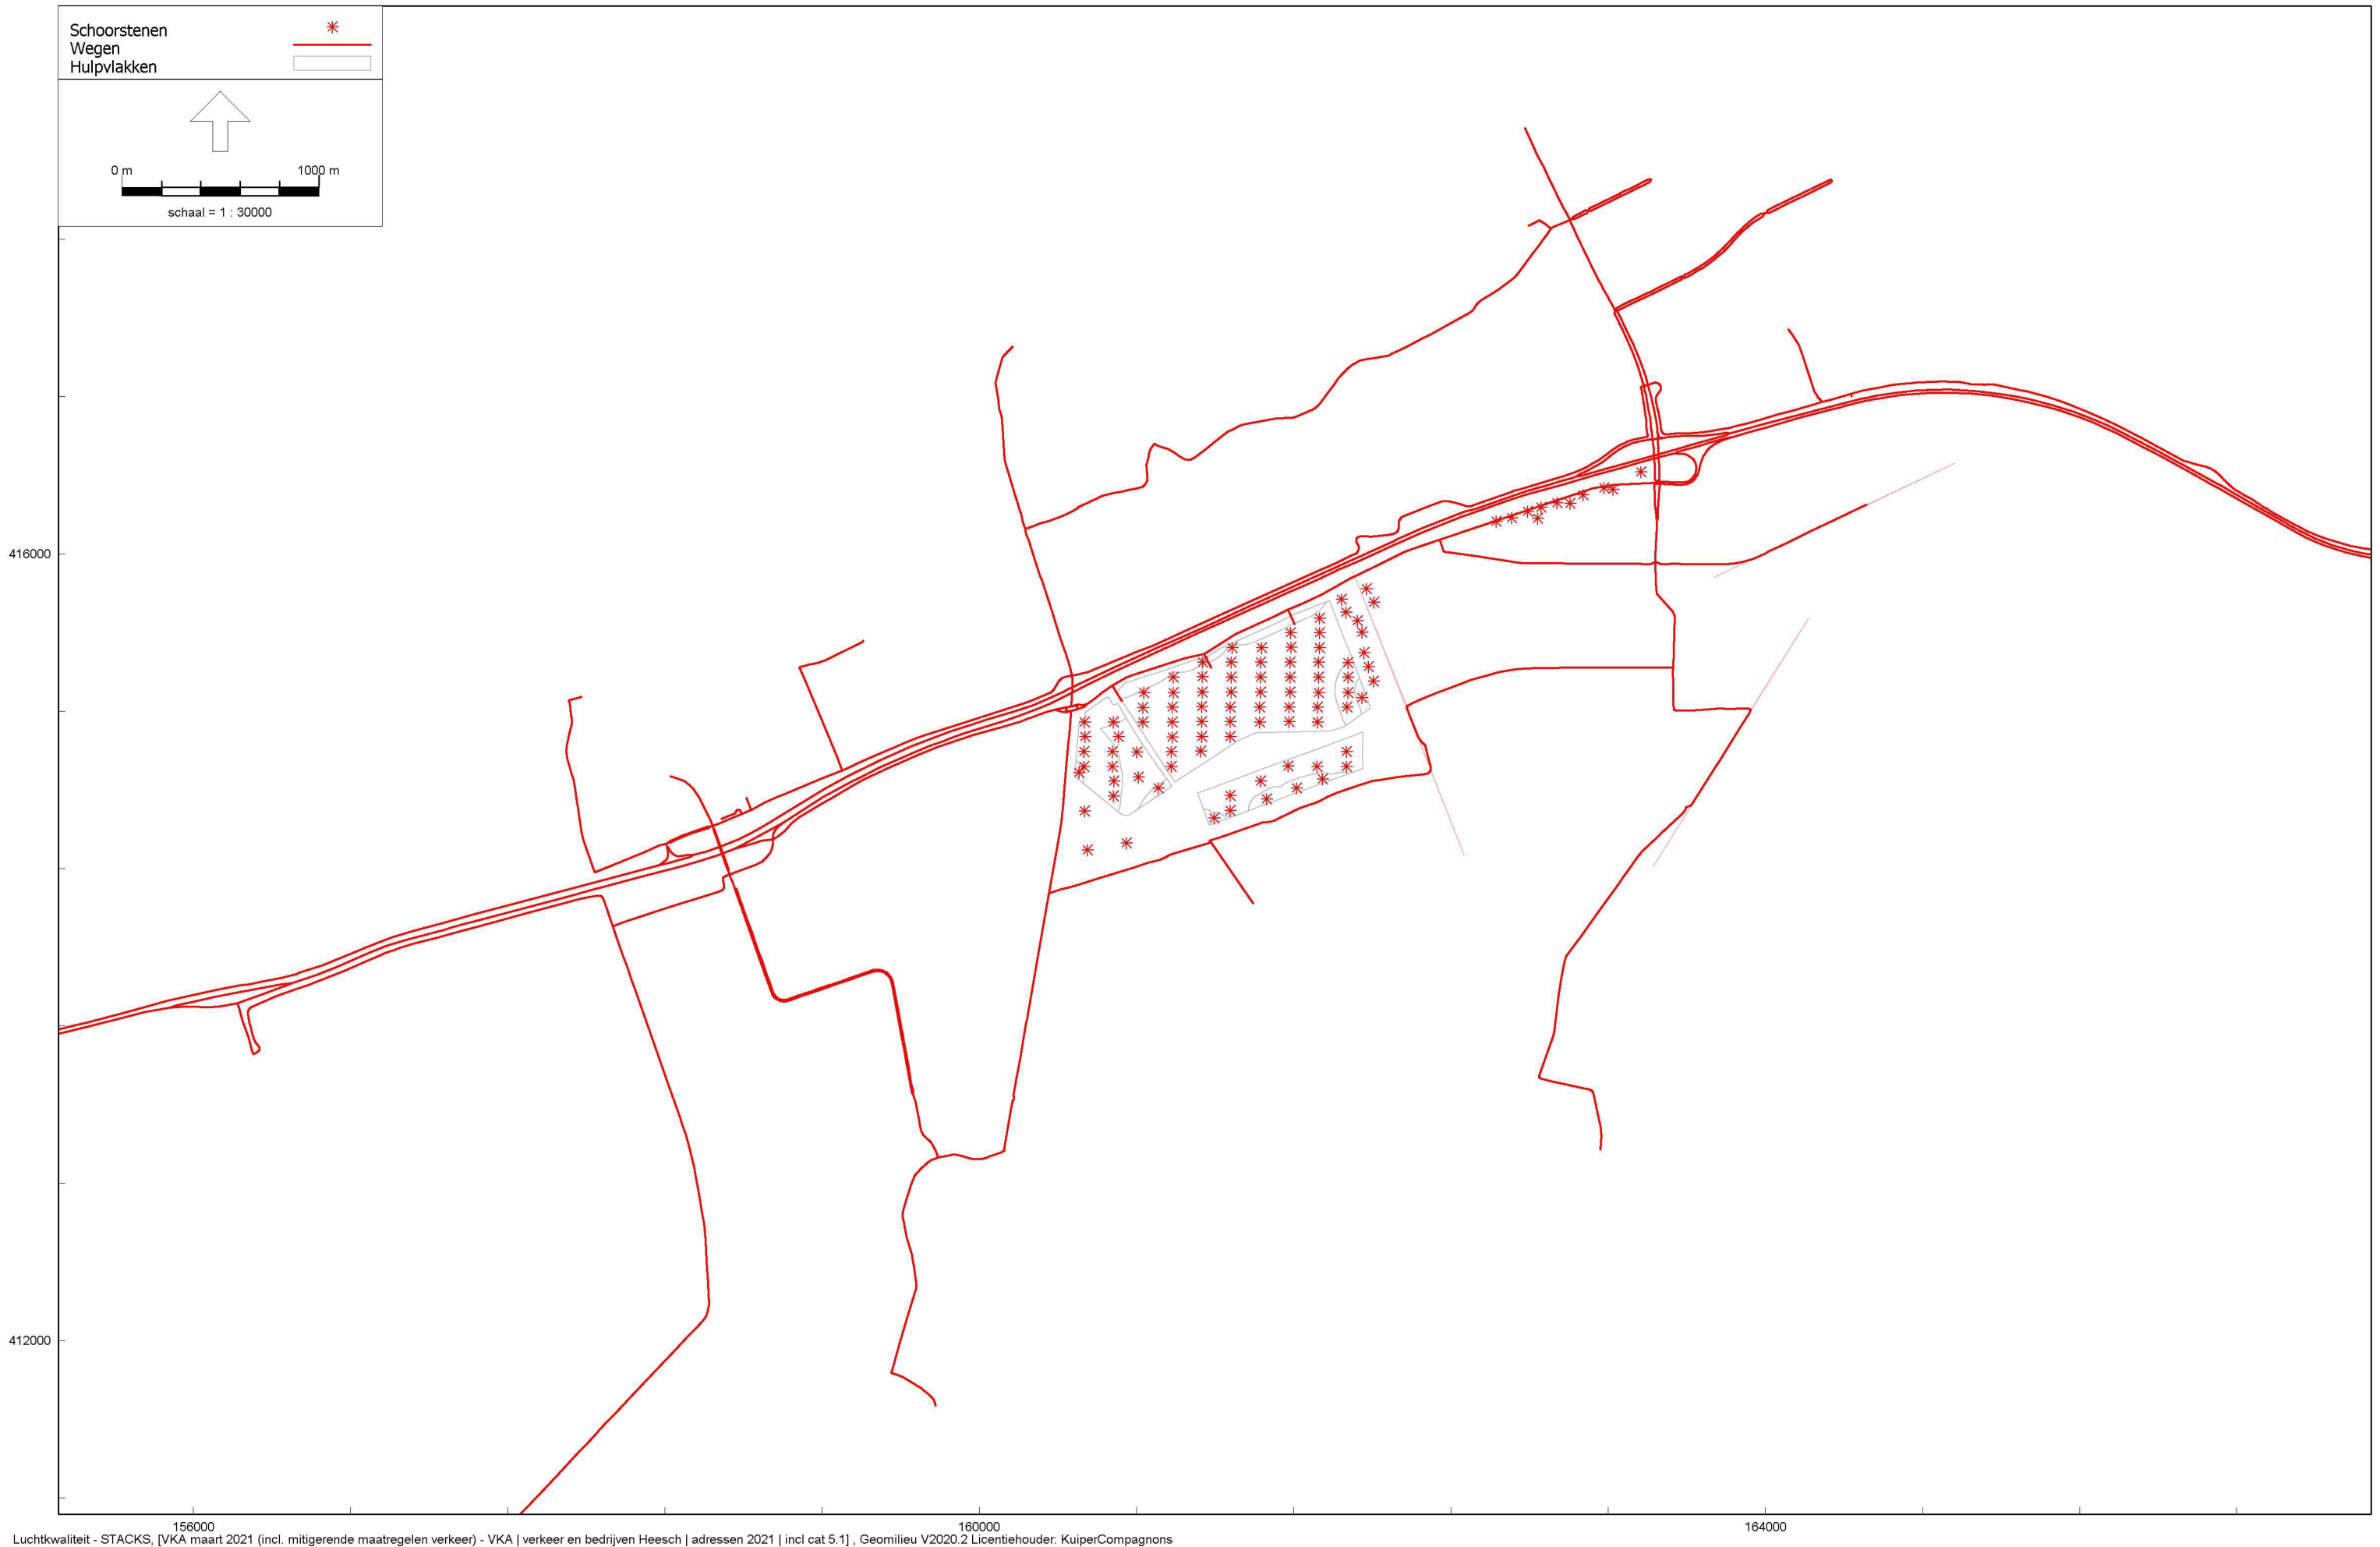 Schoorstenen
Wegen
Hulpvlakken
0 m 1000 m
schaal = 1 : 30000
416000
412000
156000 160000 164000
Luchtkwaliteit - STACKS, [VKA maart 2021 (incl. mitigerende maatregelen verkeer) - VKA | verkeer en bedrijven Heesch | adressen 2021 | incl cat 5.1] , Geomilieu V2020.2 Licentiehouder: KuiperCompagnons